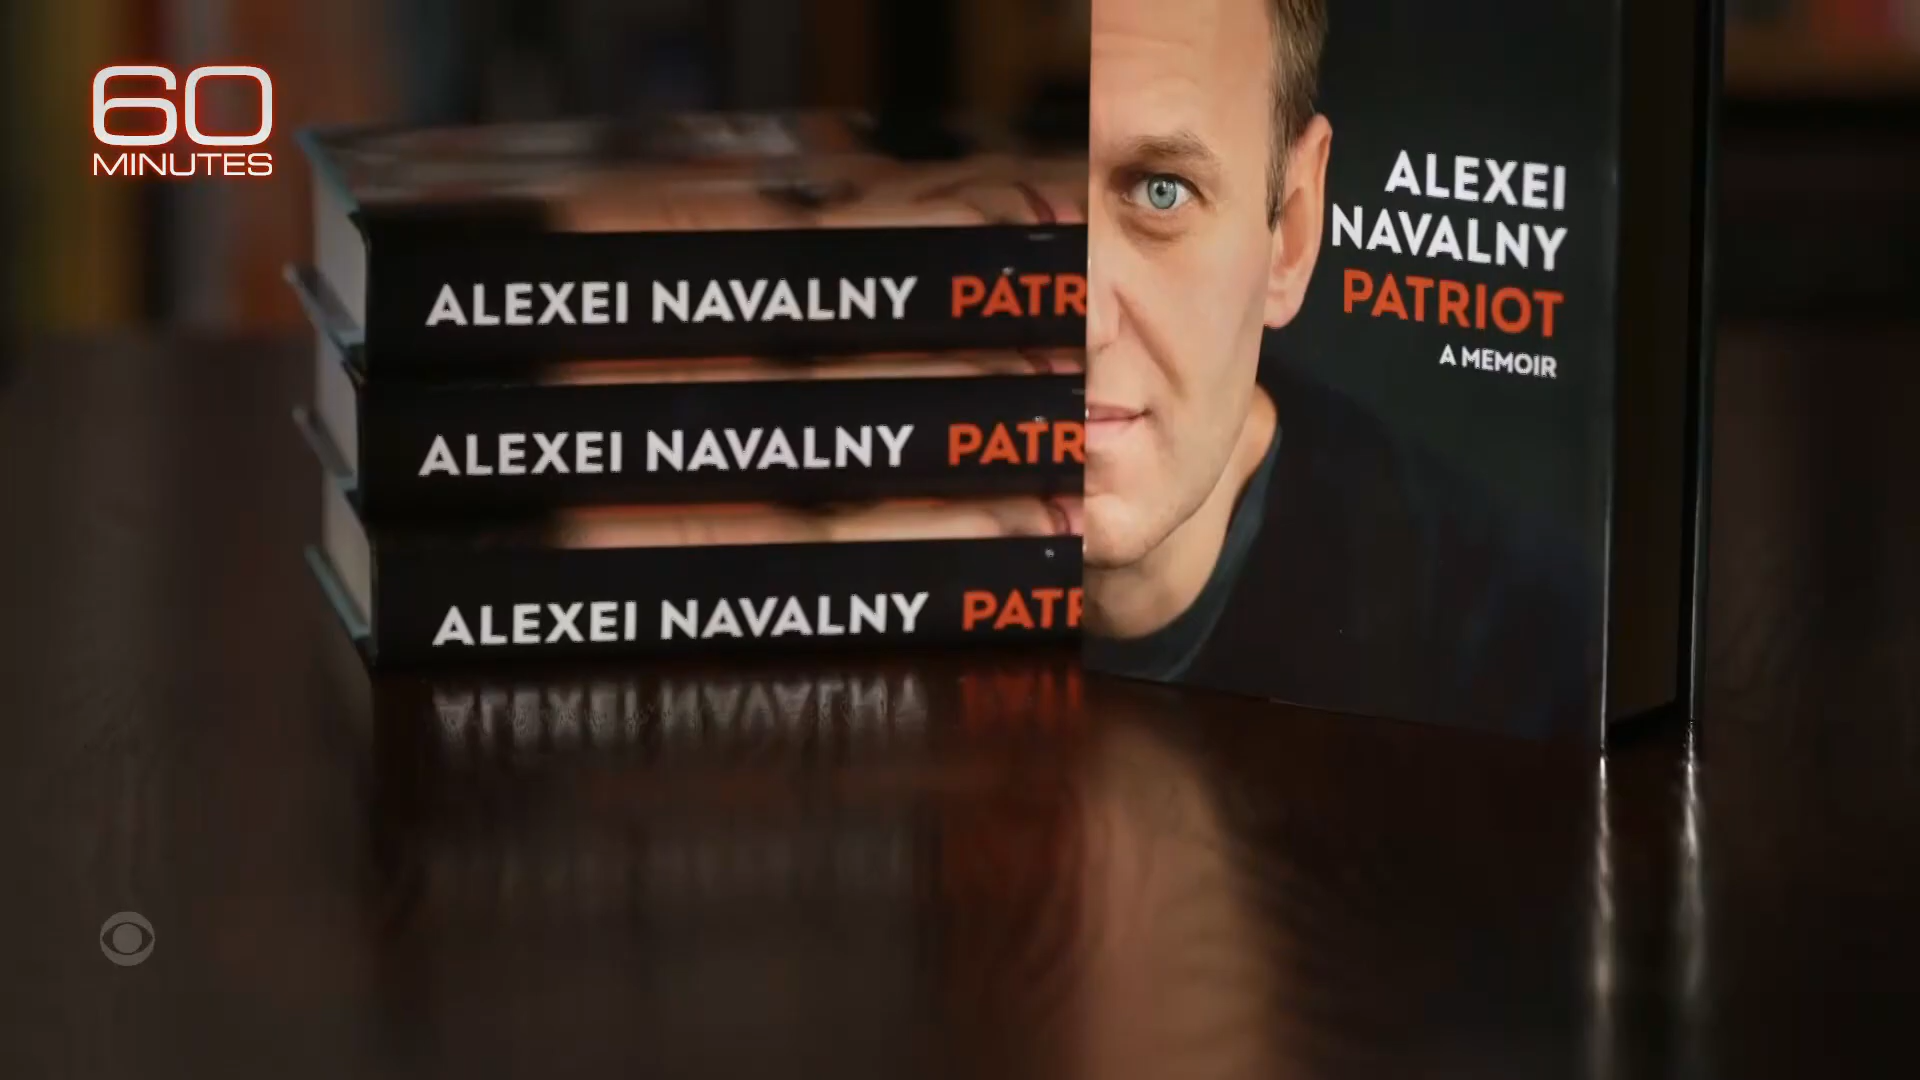 60
MINUTES
ALEXEI NAVALNY PATR
ALEXEI NAVALNY PATR
ALEXEI NAVALNY PATR
ALEXEI
NAVALNY
PATRIOT
A MEMOIR